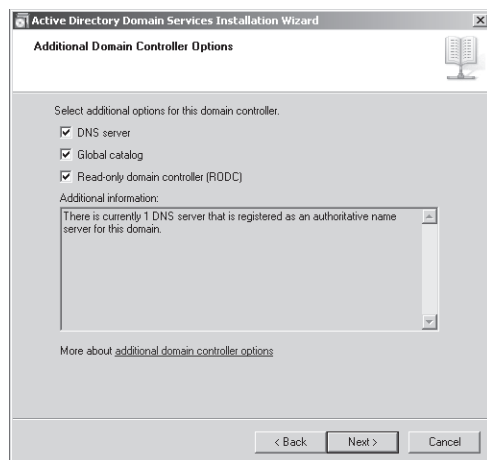 Active Directory Domain Services Installation Wizard
Additional Domain Controller Options
Select additional options for this domain controller.
DNS server
Global catalog
Read-only domain controller (RODC)
Additional information:
There is currently 1 DNS server that is registered as an authoritative name
server for this domain.
More about additional domain controller options
< Back
Next >
Cancel